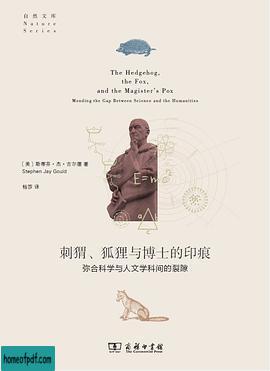 自然文库
Nature
Series
The Hedgehog,
the Fox,
and the Magister's Pox
Mending the Gap Between Science and the Humanities
[美] 斯蒂芬·杰·古尔德 著
Stephen Jay Gould
杨莎 译
E=m
刺猬、狐狸与博士的印痕
弥合科学与人文学科间的裂隙
商务印书馆
The Commercial Press
homeofpdf.com